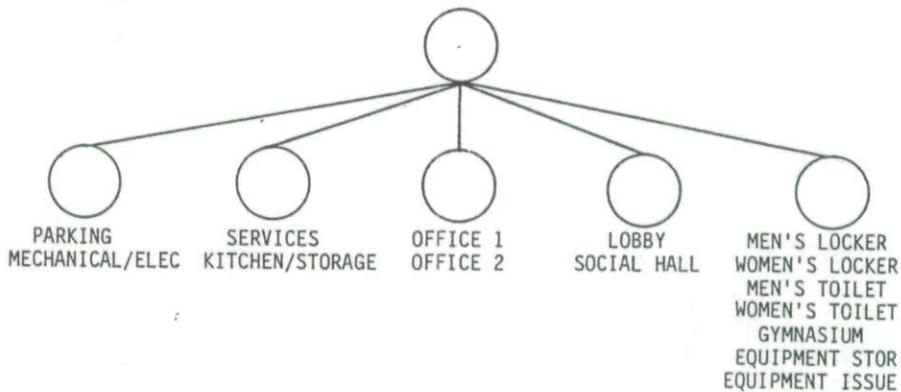 PARKING
MECHANICAL/ELEC
SERVICES
KITCHEN/STORAGE
OFFICE 1
OFFICE 2
LOBBY
SOCIAL HALL
MEN'S LOCKER
WOMEN'S LOCKER
MEN'S TOILET
WOMEN'S TOILET
GYMNASIUM
EQUIPMENT STOR
EQUIPMENT ISSUE